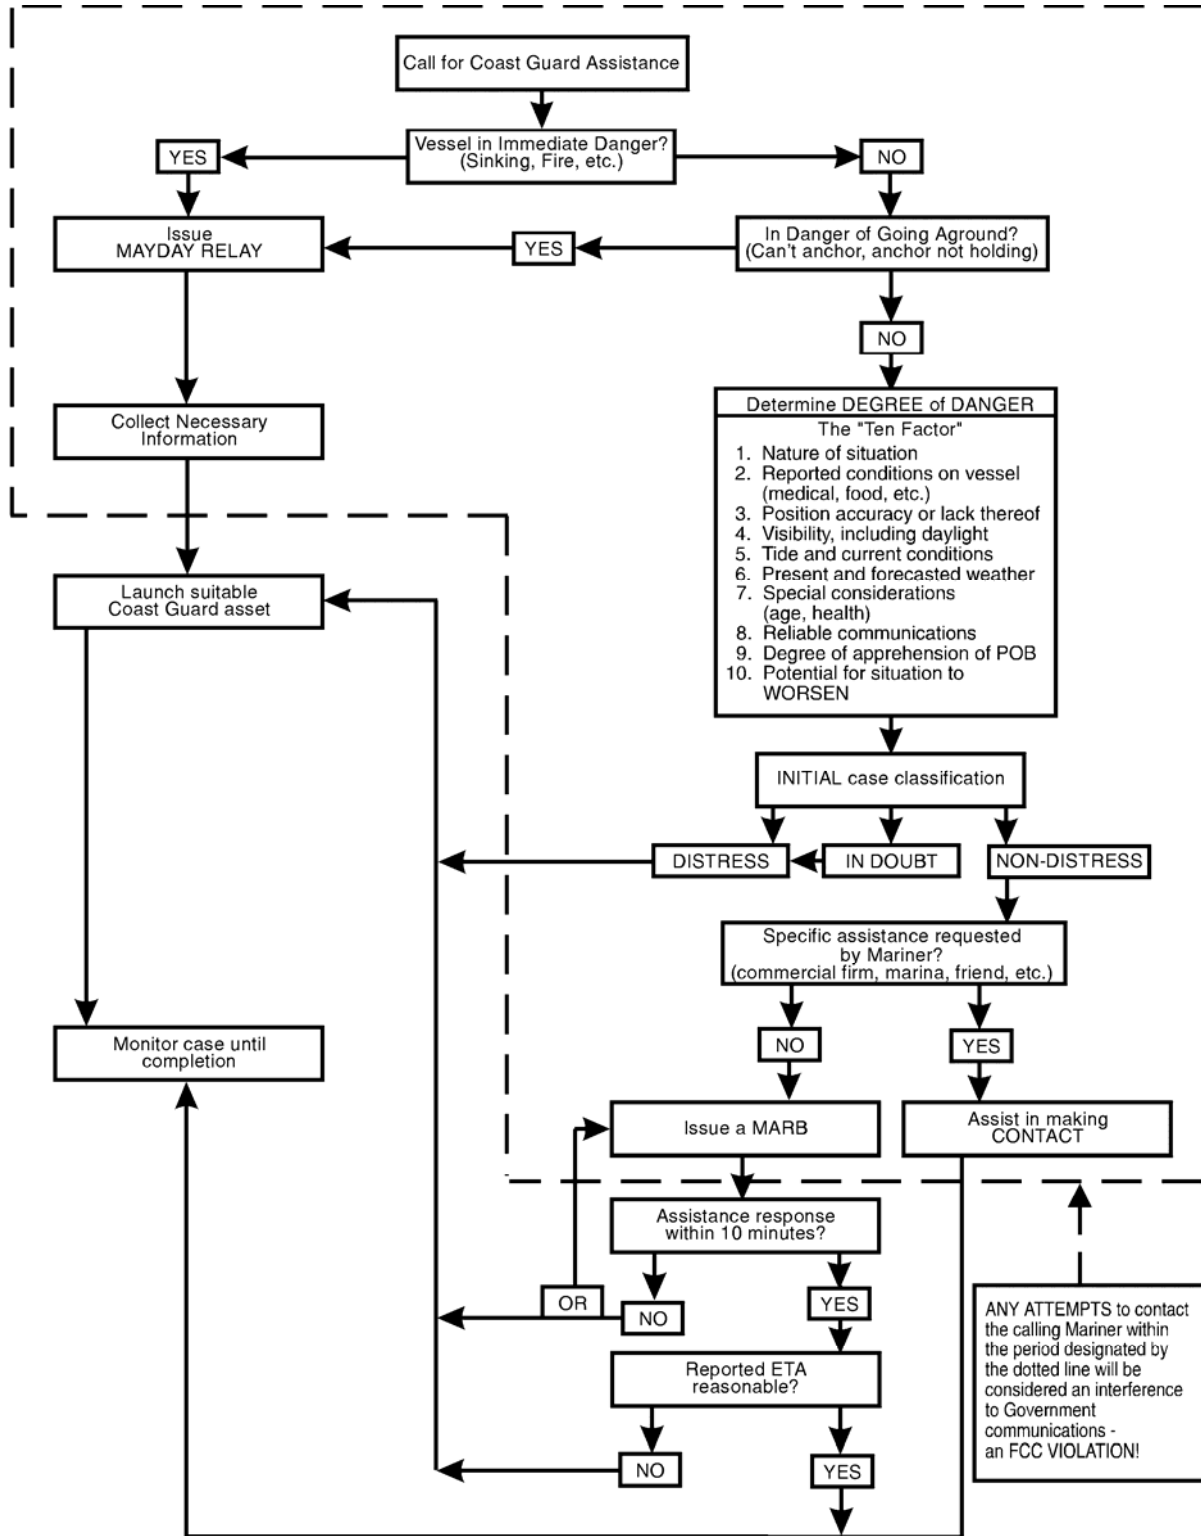 Call for Coast Guard Assistance
Vessel in Immediate Danger?
(Sinking, Fire, etc.)
YES
NO
Issue
MAYDAY RELAY
YES
In Danger of Going Aground?
(Can't anchor, anchor not holding)
NO
Collect Necessary
Information
Determine DEGREE of DANGER
The "Ten Factor"
1. Nature of situation
2. Reported conditions on vessel
(medical, food, etc.)
3. Position accuracy or lack thereof
4. Visibility, including daylight
5. Tide and current conditions
6. Present and forecasted weather
7. Special considerations
(age, health)
8. Reliable communications
9. Degree of apprehension of POB
10. Potential for situation to
WORSEN
Launch suitable
Coast Guard asset
INITIAL case classification
DISTRESS
IN DOUBT
NON-DISTRESS
Specific assistance requested
by Mariner?
(commercial firm, marina, friend, etc.)
NO
YES
Monitor case until
completion
Issue a MARB
Assist in making
CONTACT
Assistance response
within 10 minutes?
OR
NO
YES
Reported ETA
reasonable?
NO
YES
ANY ATTEMPTS to contact
the calling Mariner within
the period designated by
the dotted line will be
considered an interference
to Government
communications -
an FCC VIOLATION!